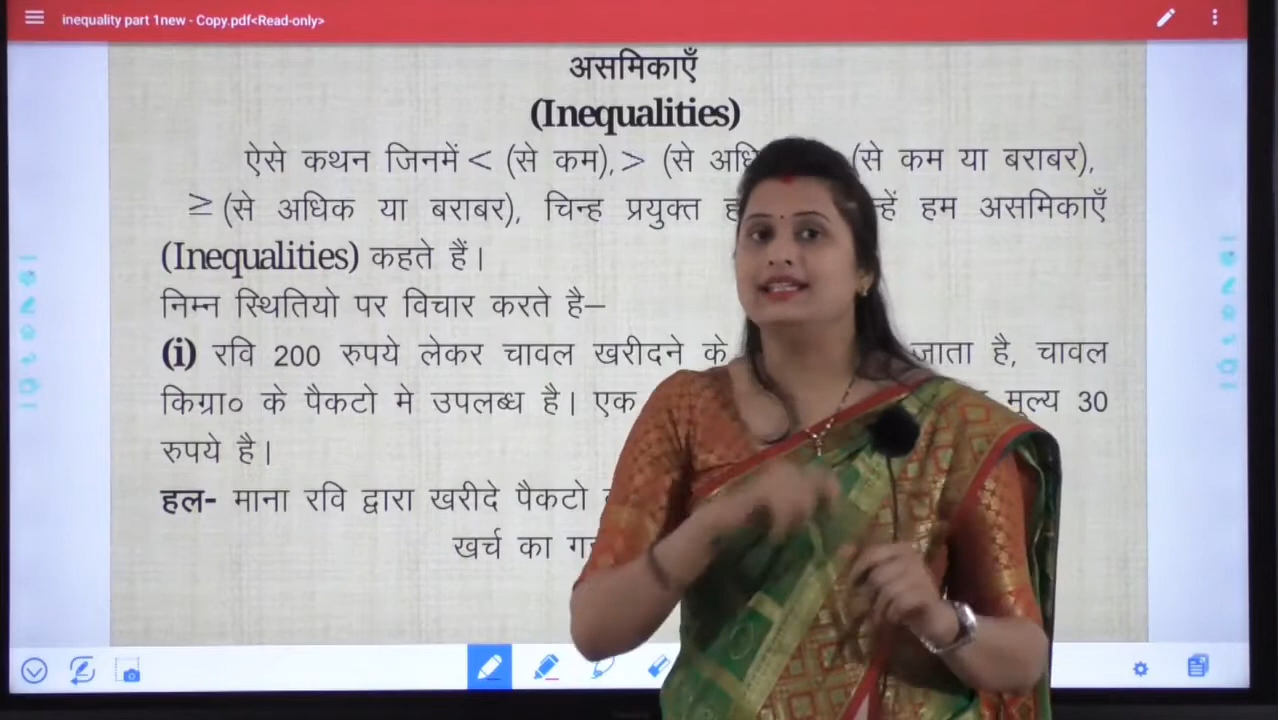 inequality part 1new - Copy.pdf<Read-only>
असमिकाएँ
(Inequalities)
ऐसे कथन जिनमें < (से कम), > (से (से कम या बराबर),
≥ (से अधिक या बराबर), चिन्ह प्रयुक्त हम असमिकाएँ
(Inequalities) कहते हैं।
निम्न स्थितियो पर विचार करते है–
(i) रवि 200 रुपये लेकर चावल खरीदने के जाता है, चावल
किग्रा० के पैकटो मे उपलब्ध है। एक मूल्य 30
रुपये है।
हल- माना रवि द्वारा खरीदे पैकटो
खर्च का